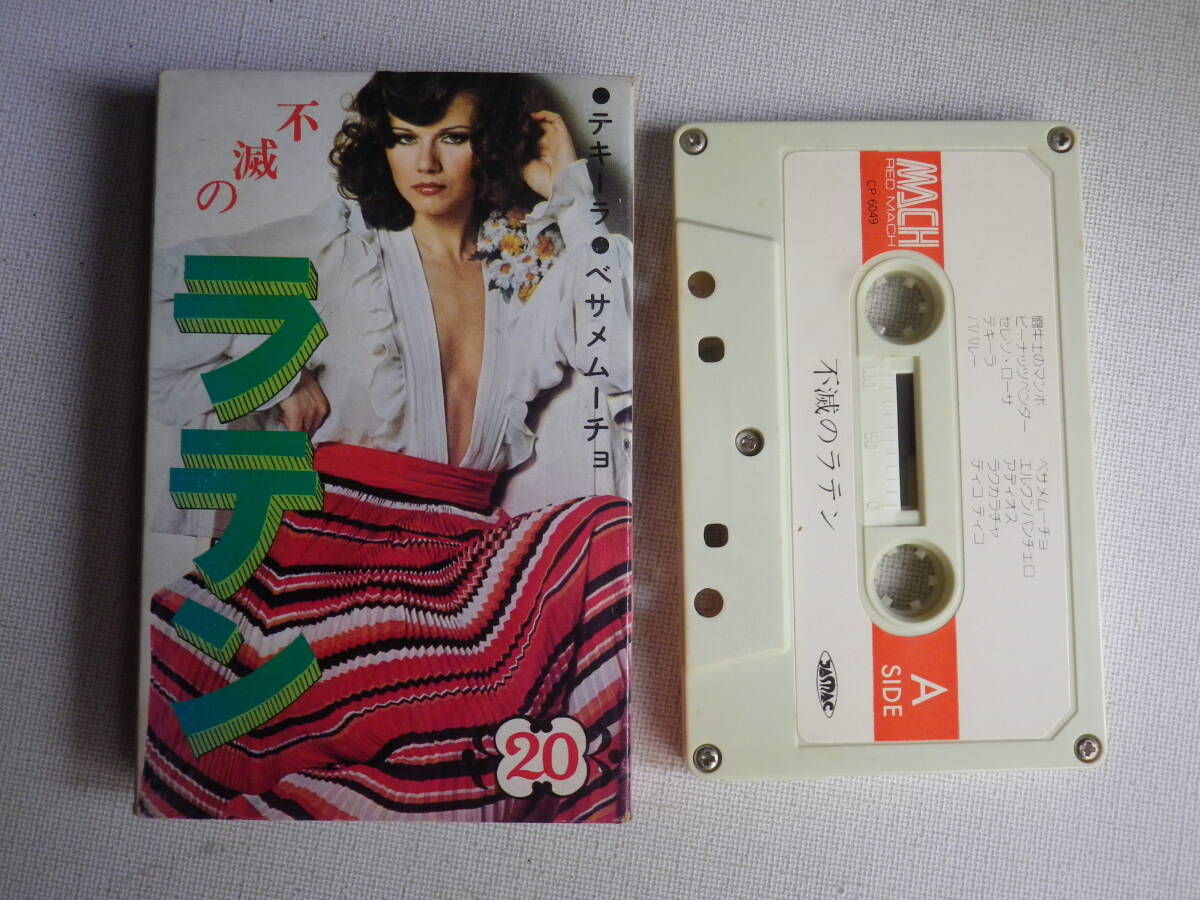 不滅の
ラテン
●テキーラ●ベサメムーチョ
20
MACH
RED MACH
CP-6049
闘牛士のマンボ
ピーナッツベンダー
セレソ・ローサ
テキーラ
ババルー
ベサメムーチョ
エルクンバンチェロ
アディオス
ラクカラチャ
ティコ ティコ
不滅のラテン
100
50
0
JASRAC
A
SIDE